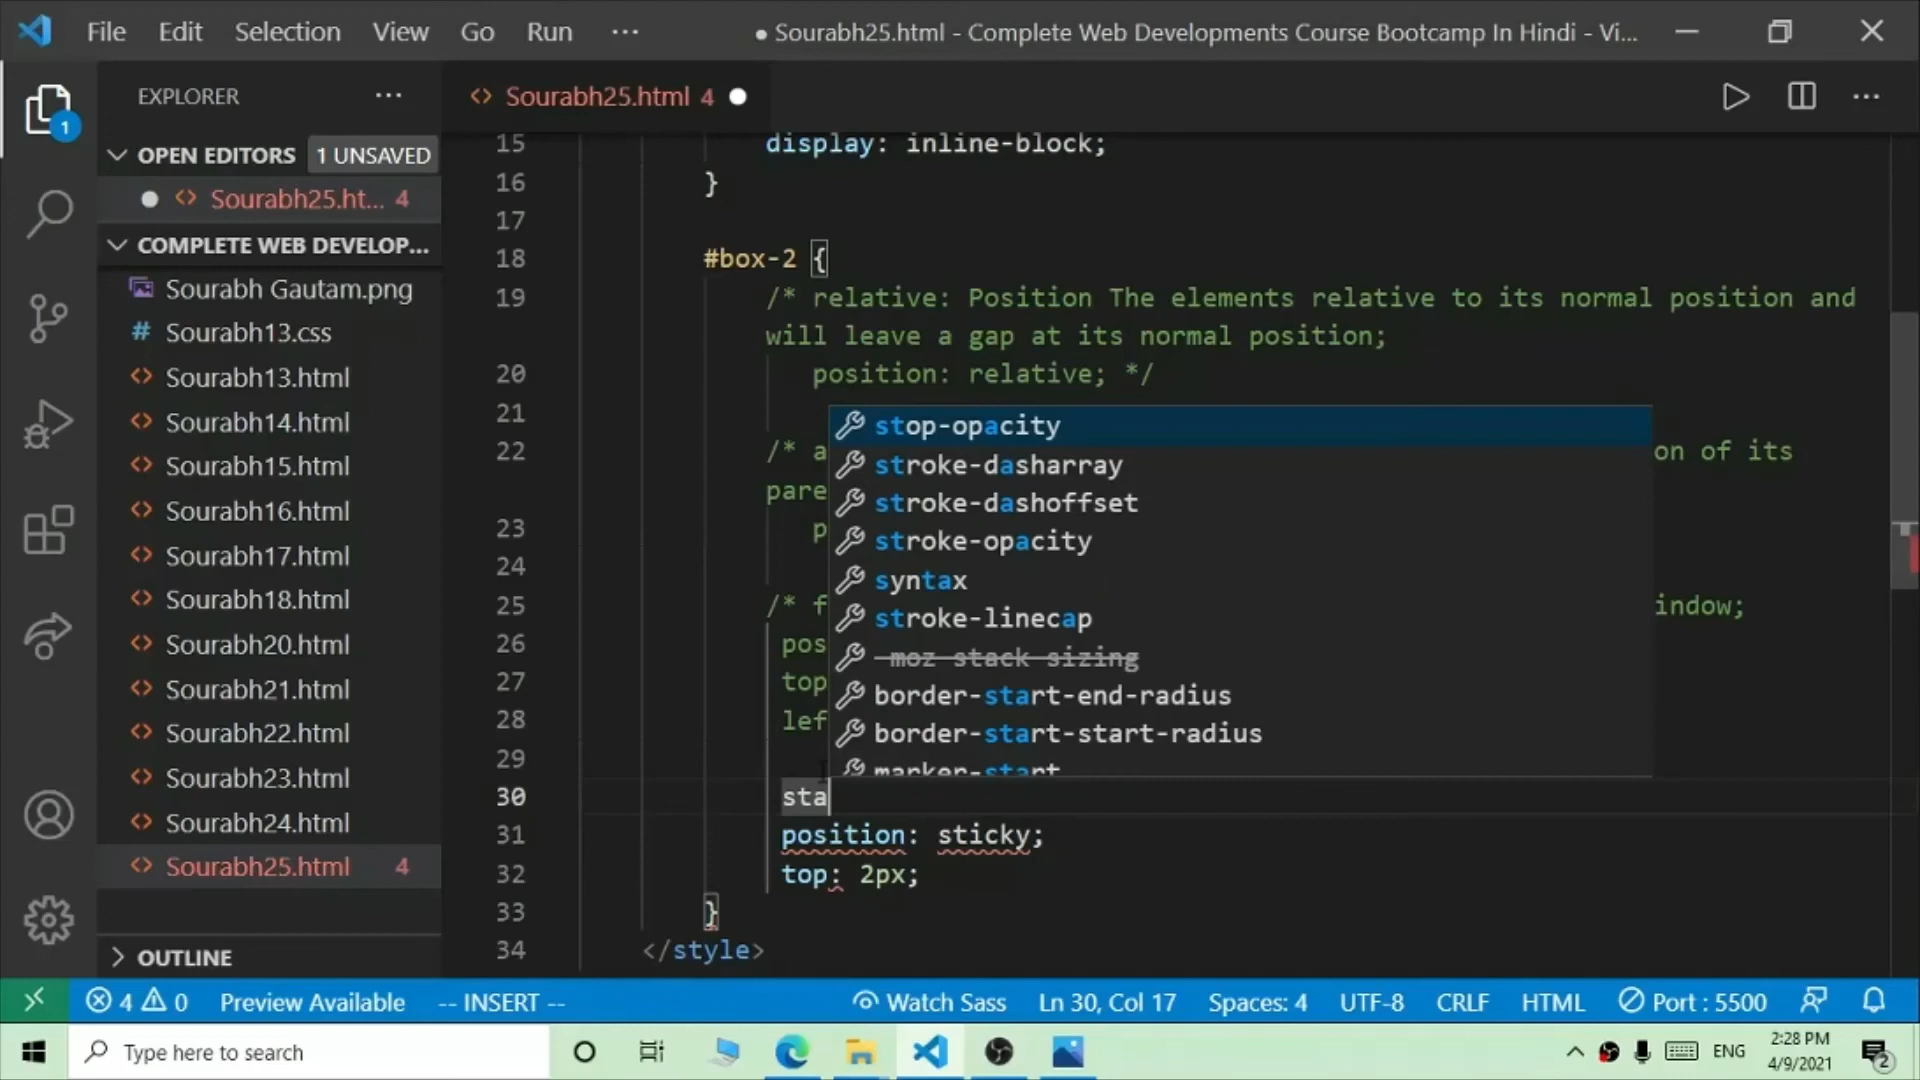 File Edit Selection View Go Run ··· ● Sourabh25.html - Complete Web Developments Course Bootcamp In Hindi - Vi...
EXPLORER ···
1
OPEN EDITORS 1 UNSAVED
Sourabh25.ht... 4
COMPLETE WEB DEVELOP...
Sourabh Gautam.png
# Sourabh13.css
Sourabh13.html
Sourabh14.html
Sourabh15.html
Sourabh16.html
Sourabh17.html
Sourabh18.html
Sourabh20.html
Sourabh21.html
Sourabh22.html
Sourabh23.html
Sourabh24.html
Sourabh25.html 4
OUTLINE
Sourabh25.html 4
15 display: inline-block;
16 }
17
18 #box-2 {
19 /* relative: Position The elements relative to its normal position and
will leave a gap at its normal position;
20 position: relative; */
21
22 /* a on of its
pare
23 p
24
25 /* f indow;
26 pos
27 top
28 lef
29
30 sta
31 position: sticky;
32 top: 2px;
33 }
34 </style>
stop-opacity
stroke-dasharray
stroke-dashoffset
stroke-opacity
syntax
stroke-linecap
-moz-stack-sizing
border-start-end-radius
border-start-start-radius
marker-start
4 0 Preview Available -- INSERT -- Watch Sass Ln 30, Col 17 Spaces: 4 UTF-8 CRLF HTML Port : 5500
Type here to search
ENG
2:28 PM
4/9/2021
2